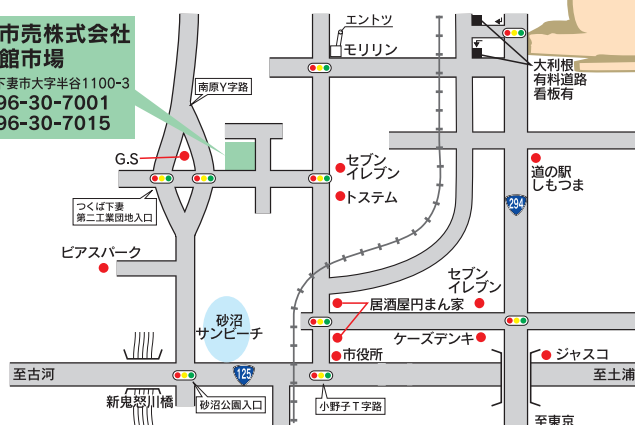 市売株式会社
館市場
下妻市大字半谷1100-3
96-30-7001
96-30-7015
エントツ
モリリン
大利根
有料道路
看板有
南原Y字路
G.S
セブン
イレブン
トステム
道の駅
しもつま
294
つくば下妻
第二工業団地入口
ビアスパーク
セブン
イレブン
居酒屋円まん家
砂沼
サンビーチ
ケーズデンキ
市役所
ジャスコ
至古河
125
至土浦
新鬼怒川橋
砂沼公園入口
小野子T字路
至東京